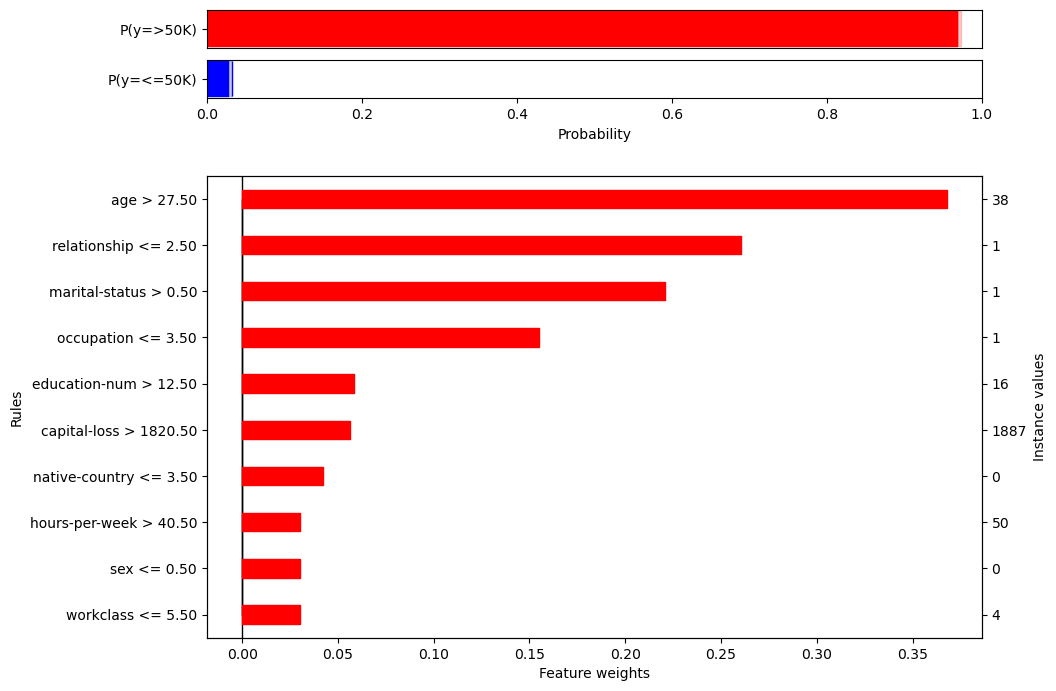 P(y=>50K)
P(y=<=50K)
0.0 0.2 0.4 0.6 0.8 1.0
Probability
age > 27.50 38
relationship <= 2.50 1
marital-status > 0.50 1
occupation <= 3.50 1
education-num > 12.50 16
capital-loss > 1820.50 1887
native-country <= 3.50 0
hours-per-week > 40.50 50
sex <= 0.50 0
workclass <= 5.50 4
Rules
Instance values
0.00 0.05 0.10 0.15 0.20 0.25 0.30 0.35
Feature weights